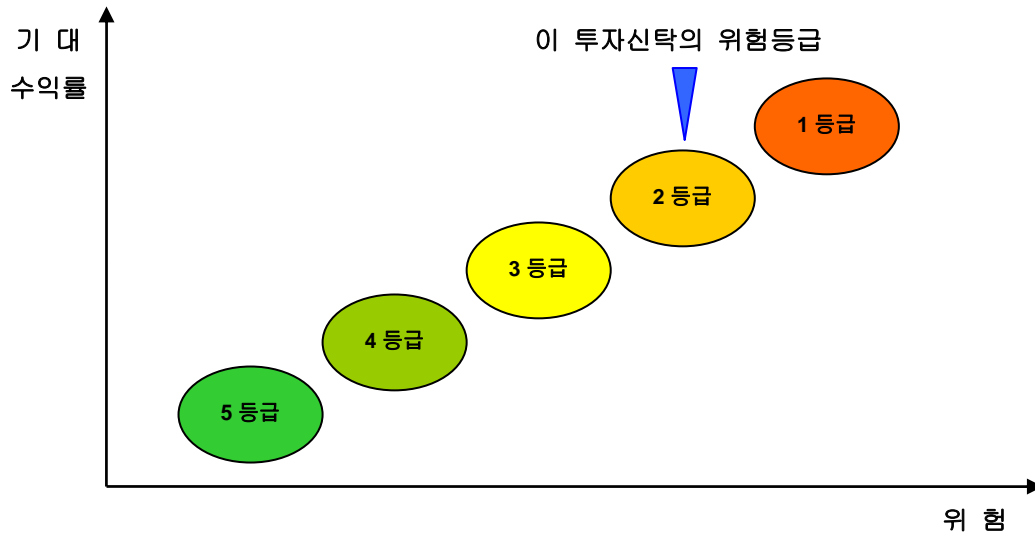 기 대
수익률
이 투자신탁의 위험등급
1 등급
2 등급
3 등급
4 등급
5 등급
위 험